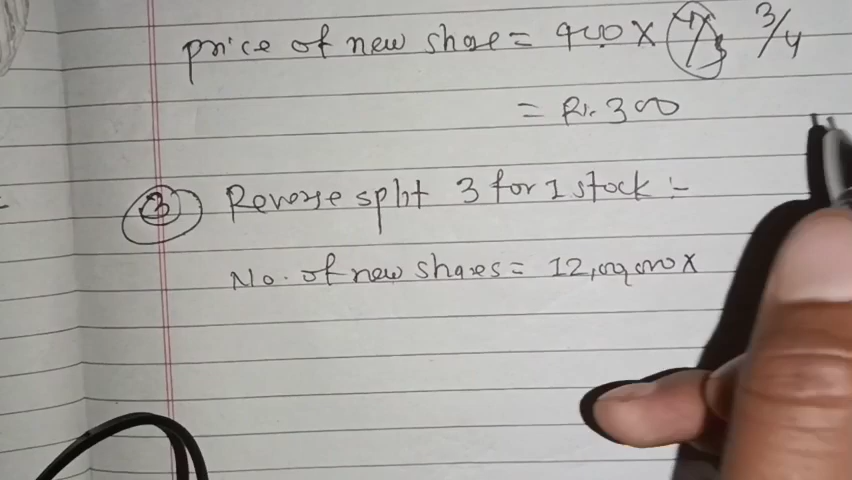 price of new share = 400 × 3/4
= Rs. 300
③ Reverse split 3 for 1 stock :-
No. of new shares = 12,00,000 ×